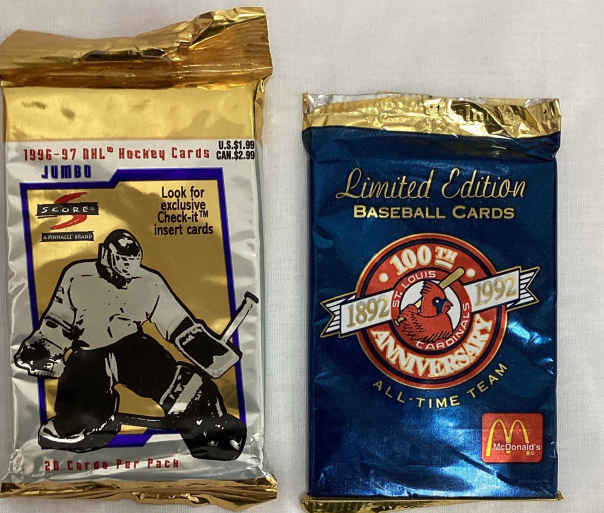 1996-97 NHL™ Hockey Cards
U.S.$1.99
CAN.$2.99
JUMBO
SCORE®
A PINNACLE BRAND
Look for
exclusive
Check-it™
insert cards
20 Cards Per Pack
Limited Edition
BASEBALL CARDS
100TH
ST. LOUIS
1892
1992
CARDINALS
ANNIVERSARY
ALL-TIME TEAM
McDonald's